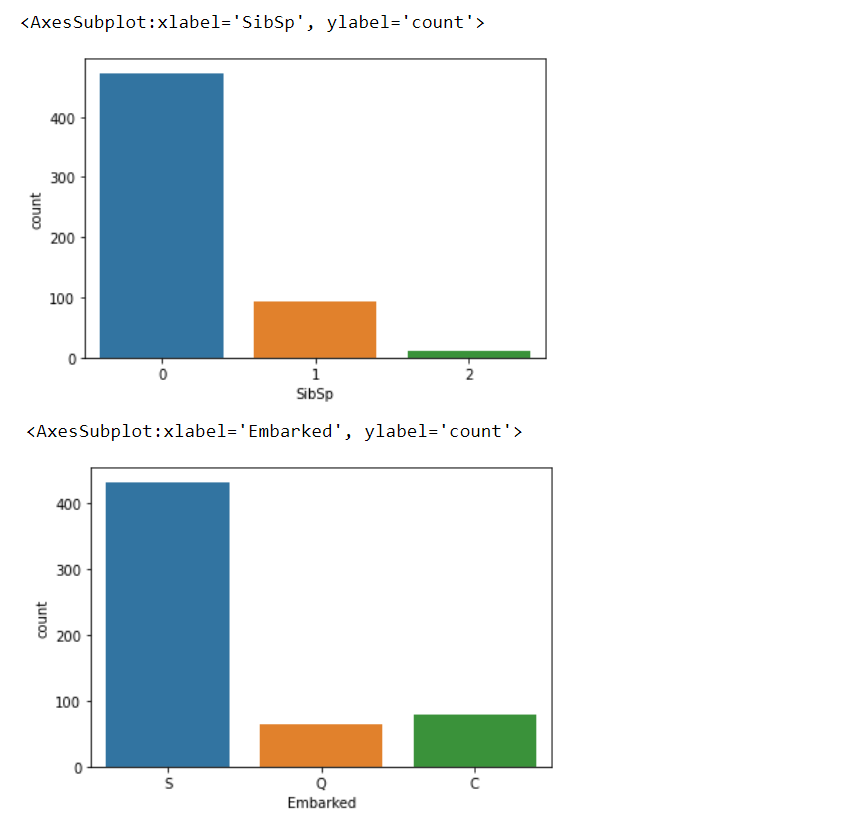 <AxesSubplot:xlabel='SibSp', ylabel='count'>
400
300
200
100
0
count
0 1 2
SibSp
<AxesSubplot:xlabel='Embarked', ylabel='count'>
400
300
200
100
0
count
S Q C
Embarked